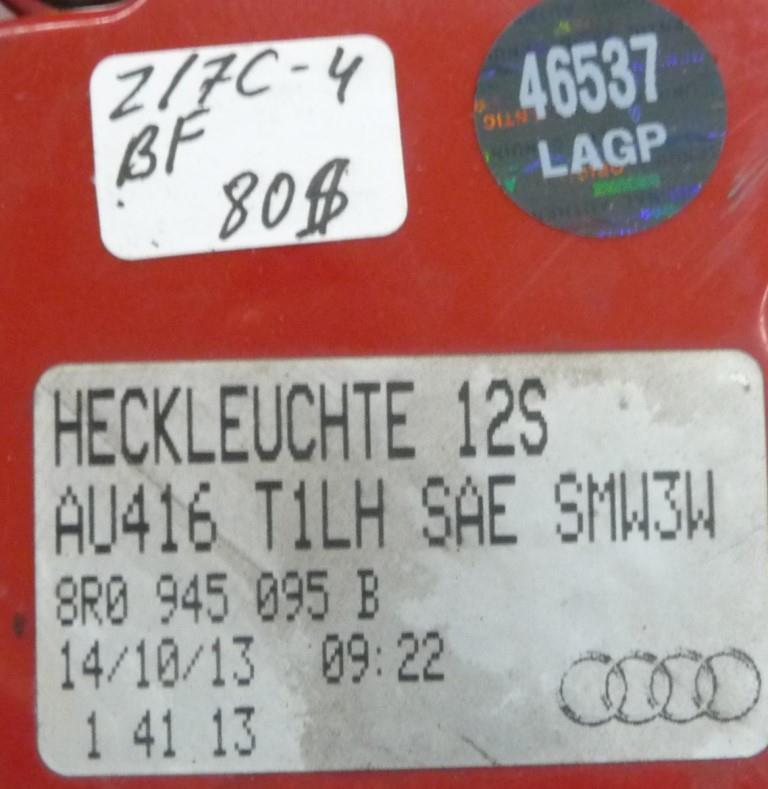 Z17C-4
BF
80$
46537
LAGP
HECKLEUCHTE 12S
AU416 T1LH SAE SMW3W
8R0 945 095 B
14/10/13 09:22
1 41 13